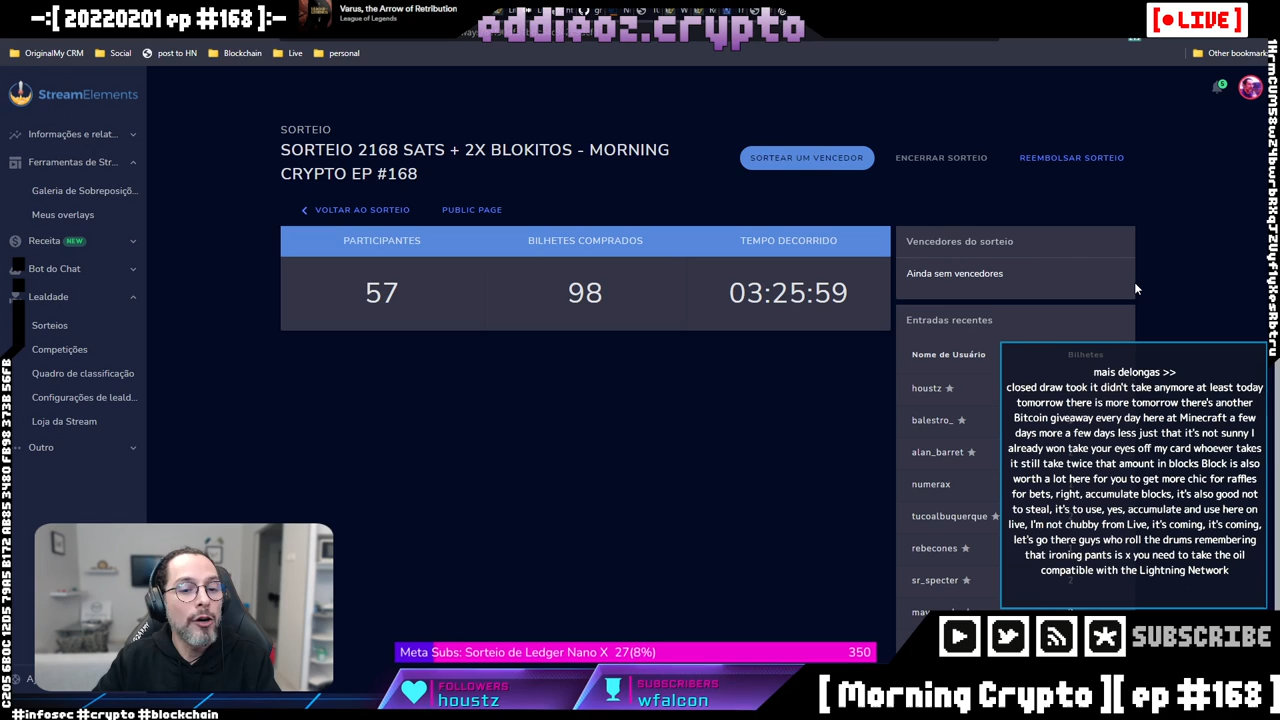 -:[ 20220201 ep #168 ]:-
Varus, the Arrow of Retribution
League of Legends
eddieoz.crypto
[ LIVE ]
OriginalMy CRM
Social
post to HN
Blockchain
Live
personal
Other bookmark
StreamElements
5
Informações e relat...
Ferramentas de Str...
Galeria de Sobreposiçõ...
Meus overlays
Receita NEW
Bot do Chat
Lealdade
Sorteios
Competições
Quadro de classificação
Configurações de leald...
Loja da Stream
Outro
SORTEIO
SORTEIO 2168 SATS + 2X BLOKITOS - MORNING
CRYPTO EP #168
SORTEAR UM VENCEDOR
ENCERRAR SORTEIO
REEMBOLSAR SORTEIO
VOLTAR AO SORTEIO
PUBLIC PAGE
PARTICIPANTES
BILHETES COMPRADOS
TEMPO DECORRIDO
57
98
03:25:59
Vencedores do sorteio
Ainda sem vencedores
Entradas recentes
Nome de Usuário
Bilhetes
houstz
balestro_
alan_barret
numerax
tucoalbuquerque
rebecones
sr_specter
2
mais delongas >>
closed draw took it didn't take anymore at least today
tomorrow there is more tomorrow there's another
Bitcoin giveaway every day here at Minecraft a few
days more a few days less just that it's not sunny I
already won take your eyes off my card whoever takes
it still take twice that amount in blocks Block is also
worth a lot here for you to get more chic for raffles
for bets, right, accumulate blocks, it's also good not
to steal, it's to use, yes, accumulate and use here on
live, I'm not chubby from Live, it's coming, it's coming,
let's go there guys who roll the drums remembering
that ironing pants is x you need to take the oil
compatible with the Lightning Network
Meta Subs: Sorteio de Ledger Nano X 27(8%)
350
FOLLOWERS
houstz
SUBSCRIBERS
wfalcon
SUBSCRIBE
[ Morning Crypto ][ ep #168 ]
#infosec #crypto #blockchain